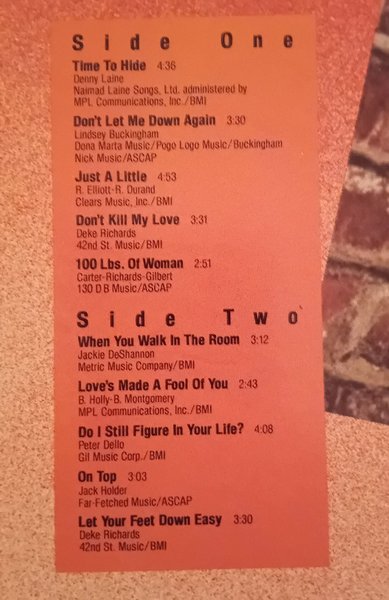 Side One
Time To Hide 4:36
Denny Laine
Naimad Laine Songs, Ltd. administered by
MPL Communications, Inc./BMI
Don't Let Me Down Again 3:30
Lindsey Buckingham
Dona Marta Music/Pogo Logo Music/Buckingham
Nick Music/ASCAP
Just A Little 4:53
R. Elliott-R. Durand
Clears Music, Inc./BMI
Don't Kill My Love 3:31
Deke Richards
42nd St. Music/BMI
100 Lbs. Of Woman 2:51
Carter-Richards-Gilbert
130 D B Music/ASCAP
Side Two
When You Walk In The Room 3:12
Jackie DeShannon
Metric Music Company/BMI
Love's Made A Fool Of You 2:43
B. Holly-B. Montgomery
MPL Communications, Inc./BMI
Do I Still Figure In Your Life? 4:08
Peter Dello
Gil Music Corp./BMI
On Top 3:03
Jack Holder
Far-Fetched Music/ASCAP
Let Your Feet Down Easy 3:30
Deke Richards
42nd St. Music/BMI